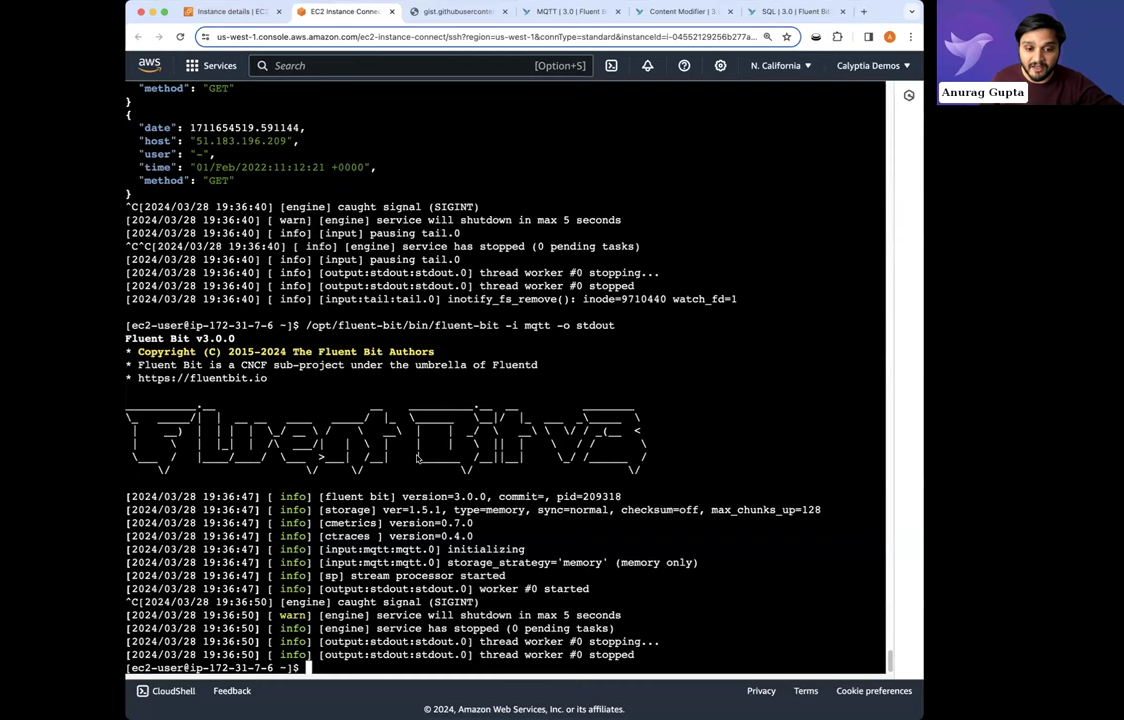 Instance details | EC2
EC2 Instance Connect
gist.githubuserconte
MQTT | 3.0 | Fluent B
Content Modifier | 3.
SQL | 3.0 | Fluent Bit
us-west-1.console.aws.amazon.com/ec2-instance-connect/ssh?region=us-west-1&connType=standard&instanceId=i-04552129256b277a...
aws
Services
Search
[Option+S]
N. California
Calyptia Demos
Anurag Gupta
"method": "GET"
}
{
"date": 1711654519.591144,
"host": "51.183.196.209",
"user": "-",
"time": "01/Feb/2022:11:12:21 +0000",
"method": "GET"
}
^C[2024/03/28 19:36:40] [engine] caught signal (SIGINT)
[2024/03/28 19:36:40] [ warn] [engine] service will shutdown in max 5 seconds
[2024/03/28 19:36:40] [ info] [input] pausing tail.0
^C^C[2024/03/28 19:36:40] [ info] [engine] service has stopped (0 pending tasks)
[2024/03/28 19:36:40] [ info] [input] pausing tail.0
[2024/03/28 19:36:40] [ info] [output:stdout:stdout.0] thread worker #0 stopping...
[2024/03/28 19:36:40] [ info] [output:stdout:stdout.0] thread worker #0 stopped
[2024/03/28 19:36:40] [ info] [input:tail:tail.0] inotify_fs_remove(): inode=9710440 watch_fd=1
[ec2-user@ip-172-31-7-6 ~]$ /opt/fluent-bit/bin/fluent-bit -i mqtt -o stdout
Fluent Bit v3.0.0
* Copyright (C) 2015-2024 The Fluent Bit Authors
* Fluent Bit is a CNCF sub-project under the umbrella of Fluentd
* https://fluentbit.io
Fluent Bit v3
[2024/03/28 19:36:47] [ info] [fluent bit] version=3.0.0, commit=, pid=209318
[2024/03/28 19:36:47] [ info] [storage] ver=1.5.1, type=memory, sync=normal, checksum=off, max_chunks_up=128
[2024/03/28 19:36:47] [ info] [cmetrics] version=0.7.0
[2024/03/28 19:36:47] [ info] [ctraces ] version=0.4.0
[2024/03/28 19:36:47] [ info] [input:mqtt:mqtt.0] initializing
[2024/03/28 19:36:47] [ info] [input:mqtt:mqtt.0] storage_strategy='memory' (memory only)
[2024/03/28 19:36:47] [ info] [sp] stream processor started
[2024/03/28 19:36:47] [ info] [output:stdout:stdout.0] worker #0 started
^C[2024/03/28 19:36:50] [engine] caught signal (SIGINT)
[2024/03/28 19:36:50] [ warn] [engine] service will shutdown in max 5 seconds
[2024/03/28 19:36:50] [ info] [engine] service has stopped (0 pending tasks)
[2024/03/28 19:36:50] [ info] [output:stdout:stdout.0] thread worker #0 stopping...
[2024/03/28 19:36:50] [ info] [output:stdout:stdout.0] thread worker #0 stopped
[ec2-user@ip-172-31-7-6 ~]$
CloudShell
Feedback
Privacy
Terms
Cookie preferences
© 2024, Amazon Web Services, Inc. or its affiliates.